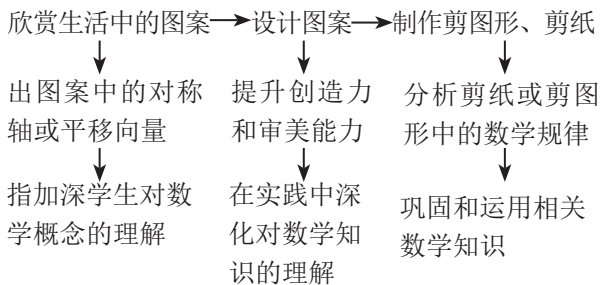 欣赏生活中的图案→设计图案→制作剪图形、剪纸
出图案中的对称
轴或平移向量
提升创造力
和审美能力
分析剪纸或剪图
形中的数学规律
指加深学生对数
学概念的理解
在实践中深
化对数学知
识的理解
巩固和运用相关
数学知识